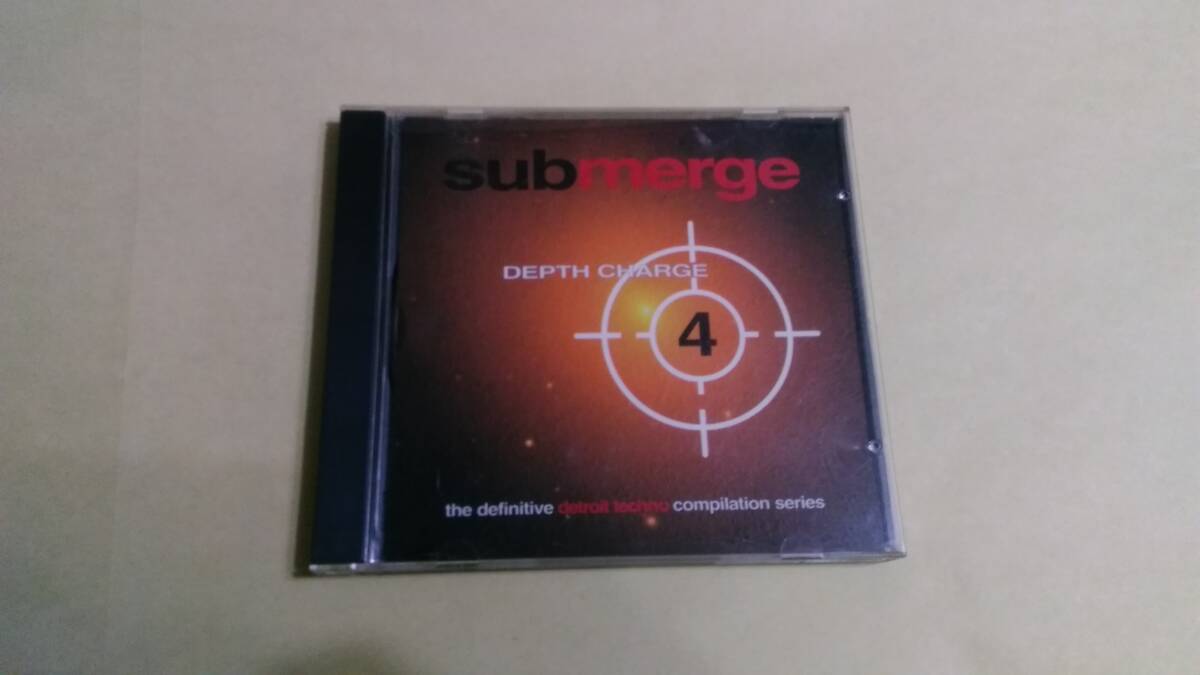 submerge
DEPTH CHARGE
4
the definitive detroit techno compilation series